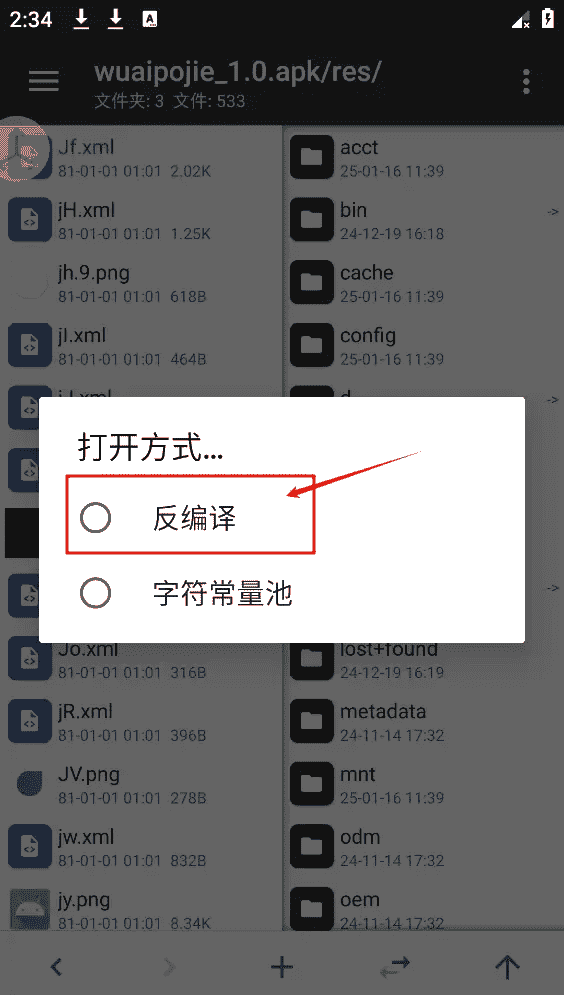 2:34
A
wuaipojie_1.0.apk/res/
文件夹: 3 文件: 533
Jf.xml
81-01-01 01:01 2.02K
jH.xml
81-01-01 01:01 1.25K
jh.9.png
81-01-01 01:01 618B
jI.xml
81-01-01 01:01 464B
acct
25-01-16 11:39
bin
24-12-19 16:18
->
cache
25-01-16 11:39
config
25-01-16 11:39
d
->
打开方式...
反编译
字符常量池
->
Jo.xml
81-01-01 01:01 316B
jR.xml
81-01-01 01:01 396B
JV.png
81-01-01 01:01 278B
jw.xml
81-01-01 01:01 832B
jy.png
81-01-01 01:01 8.34K
lost+found
24-12-19 16:19
metadata
24-11-14 17:32
mnt
25-01-16 11:39
odm
24-11-14 17:32
oem
24-11-14 17:32